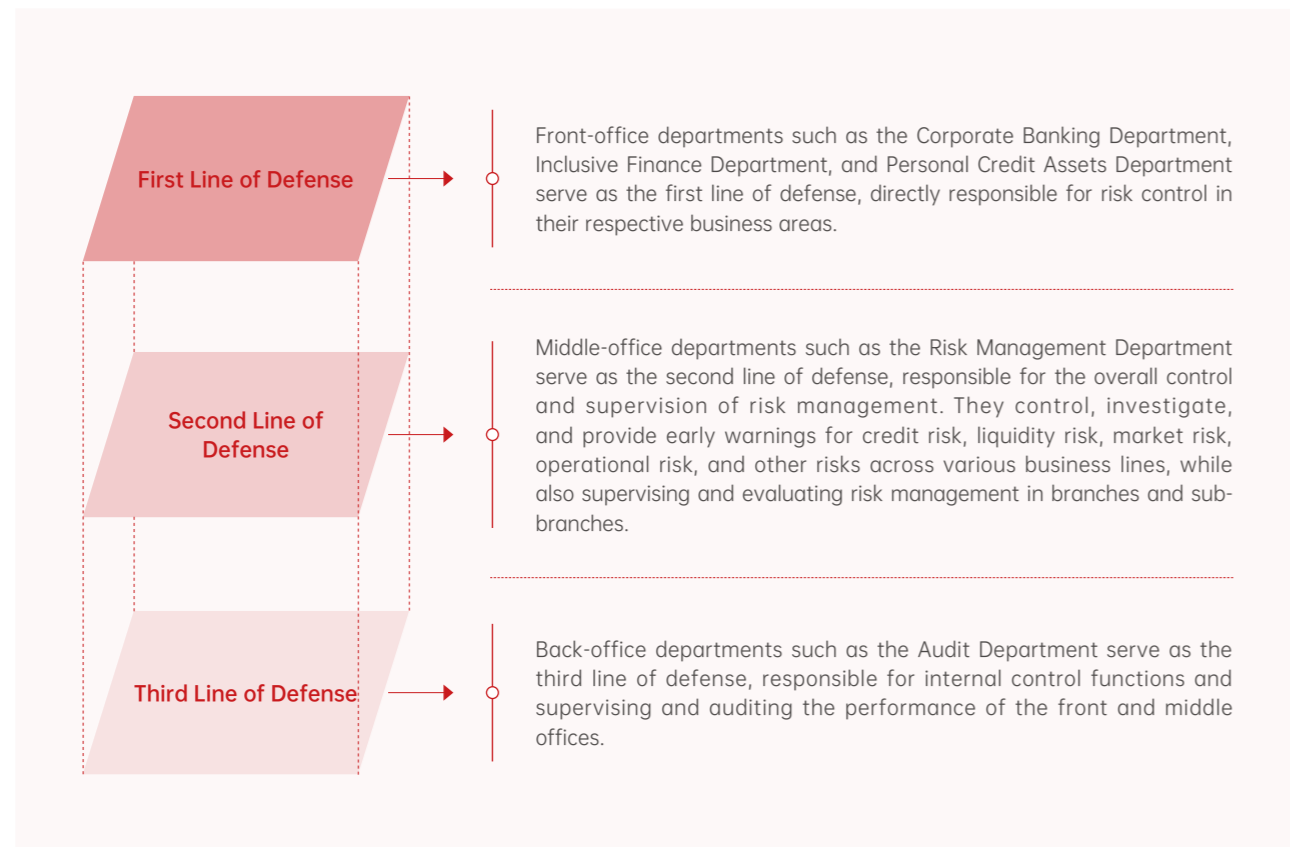 First Line of Defense
Front-office departments such as the Corporate Banking Department,
Inclusive Finance Department, and Personal Credit Assets Department
serve as the first line of defense, directly responsible for risk control in
their respective business areas.
Second Line of
Defense
Middle-office departments such as the Risk Management Department
serve as the second line of defense, responsible for the overall control
and supervision of risk management. They control, investigate,
and provide early warnings for credit risk, liquidity risk, market risk,
operational risk, and other risks across various business lines, while
also supervising and evaluating risk management in branches and sub-
branches.
Third Line of Defense
Back-office departments such as the Audit Department serve as the
third line of defense, responsible for internal control functions and
supervising and auditing the performance of the front and middle
offices.